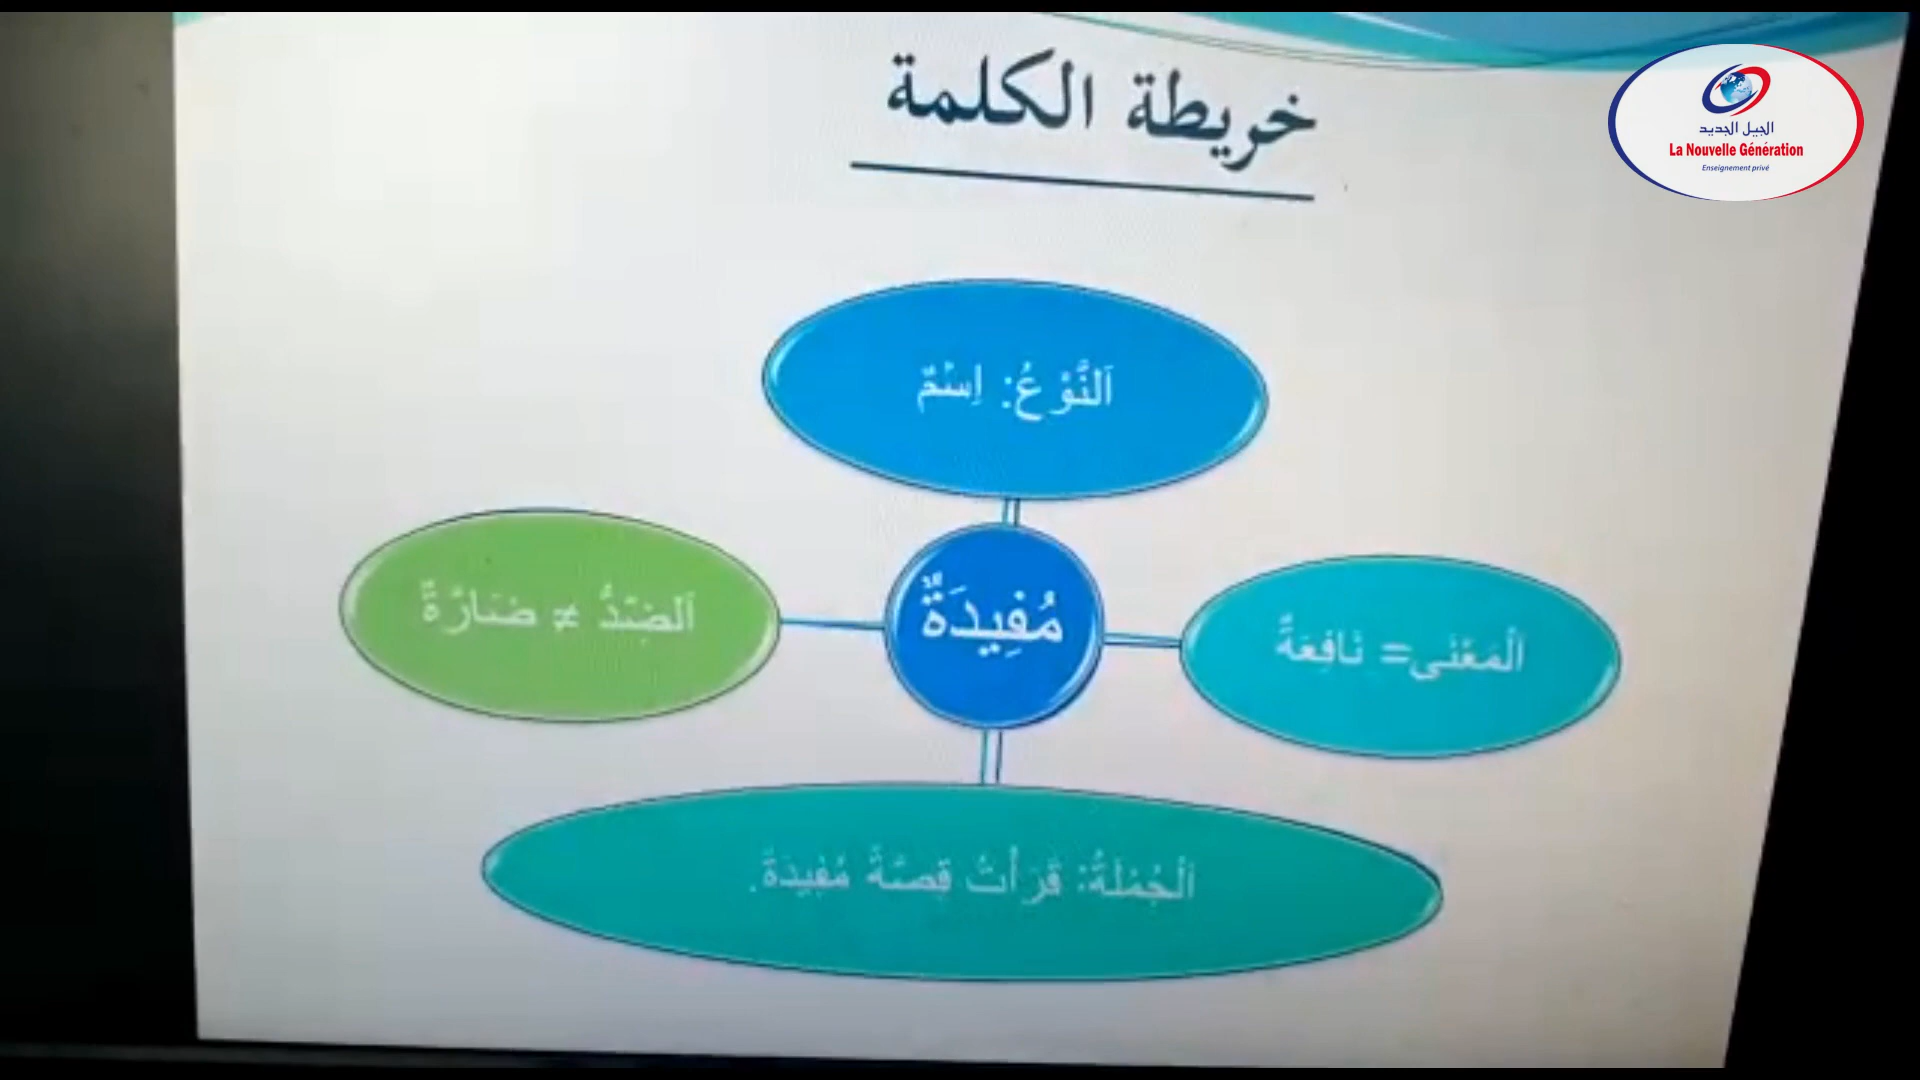 خريطة الكلمة
الجيل الجديد
La Nouvelle Génération
Enseignement privé
اَلنَّوْعُ: اِسْمٌ
مُفِيدَةٌ
اَلْمَعْنَى= نَافِعَةٌ
اَلضِّدُّ ≠ ضَارَّةٌ
اَلْجُمْلَةُ: قَرَأْتُ قِصَّةً مُفِيدَةً.